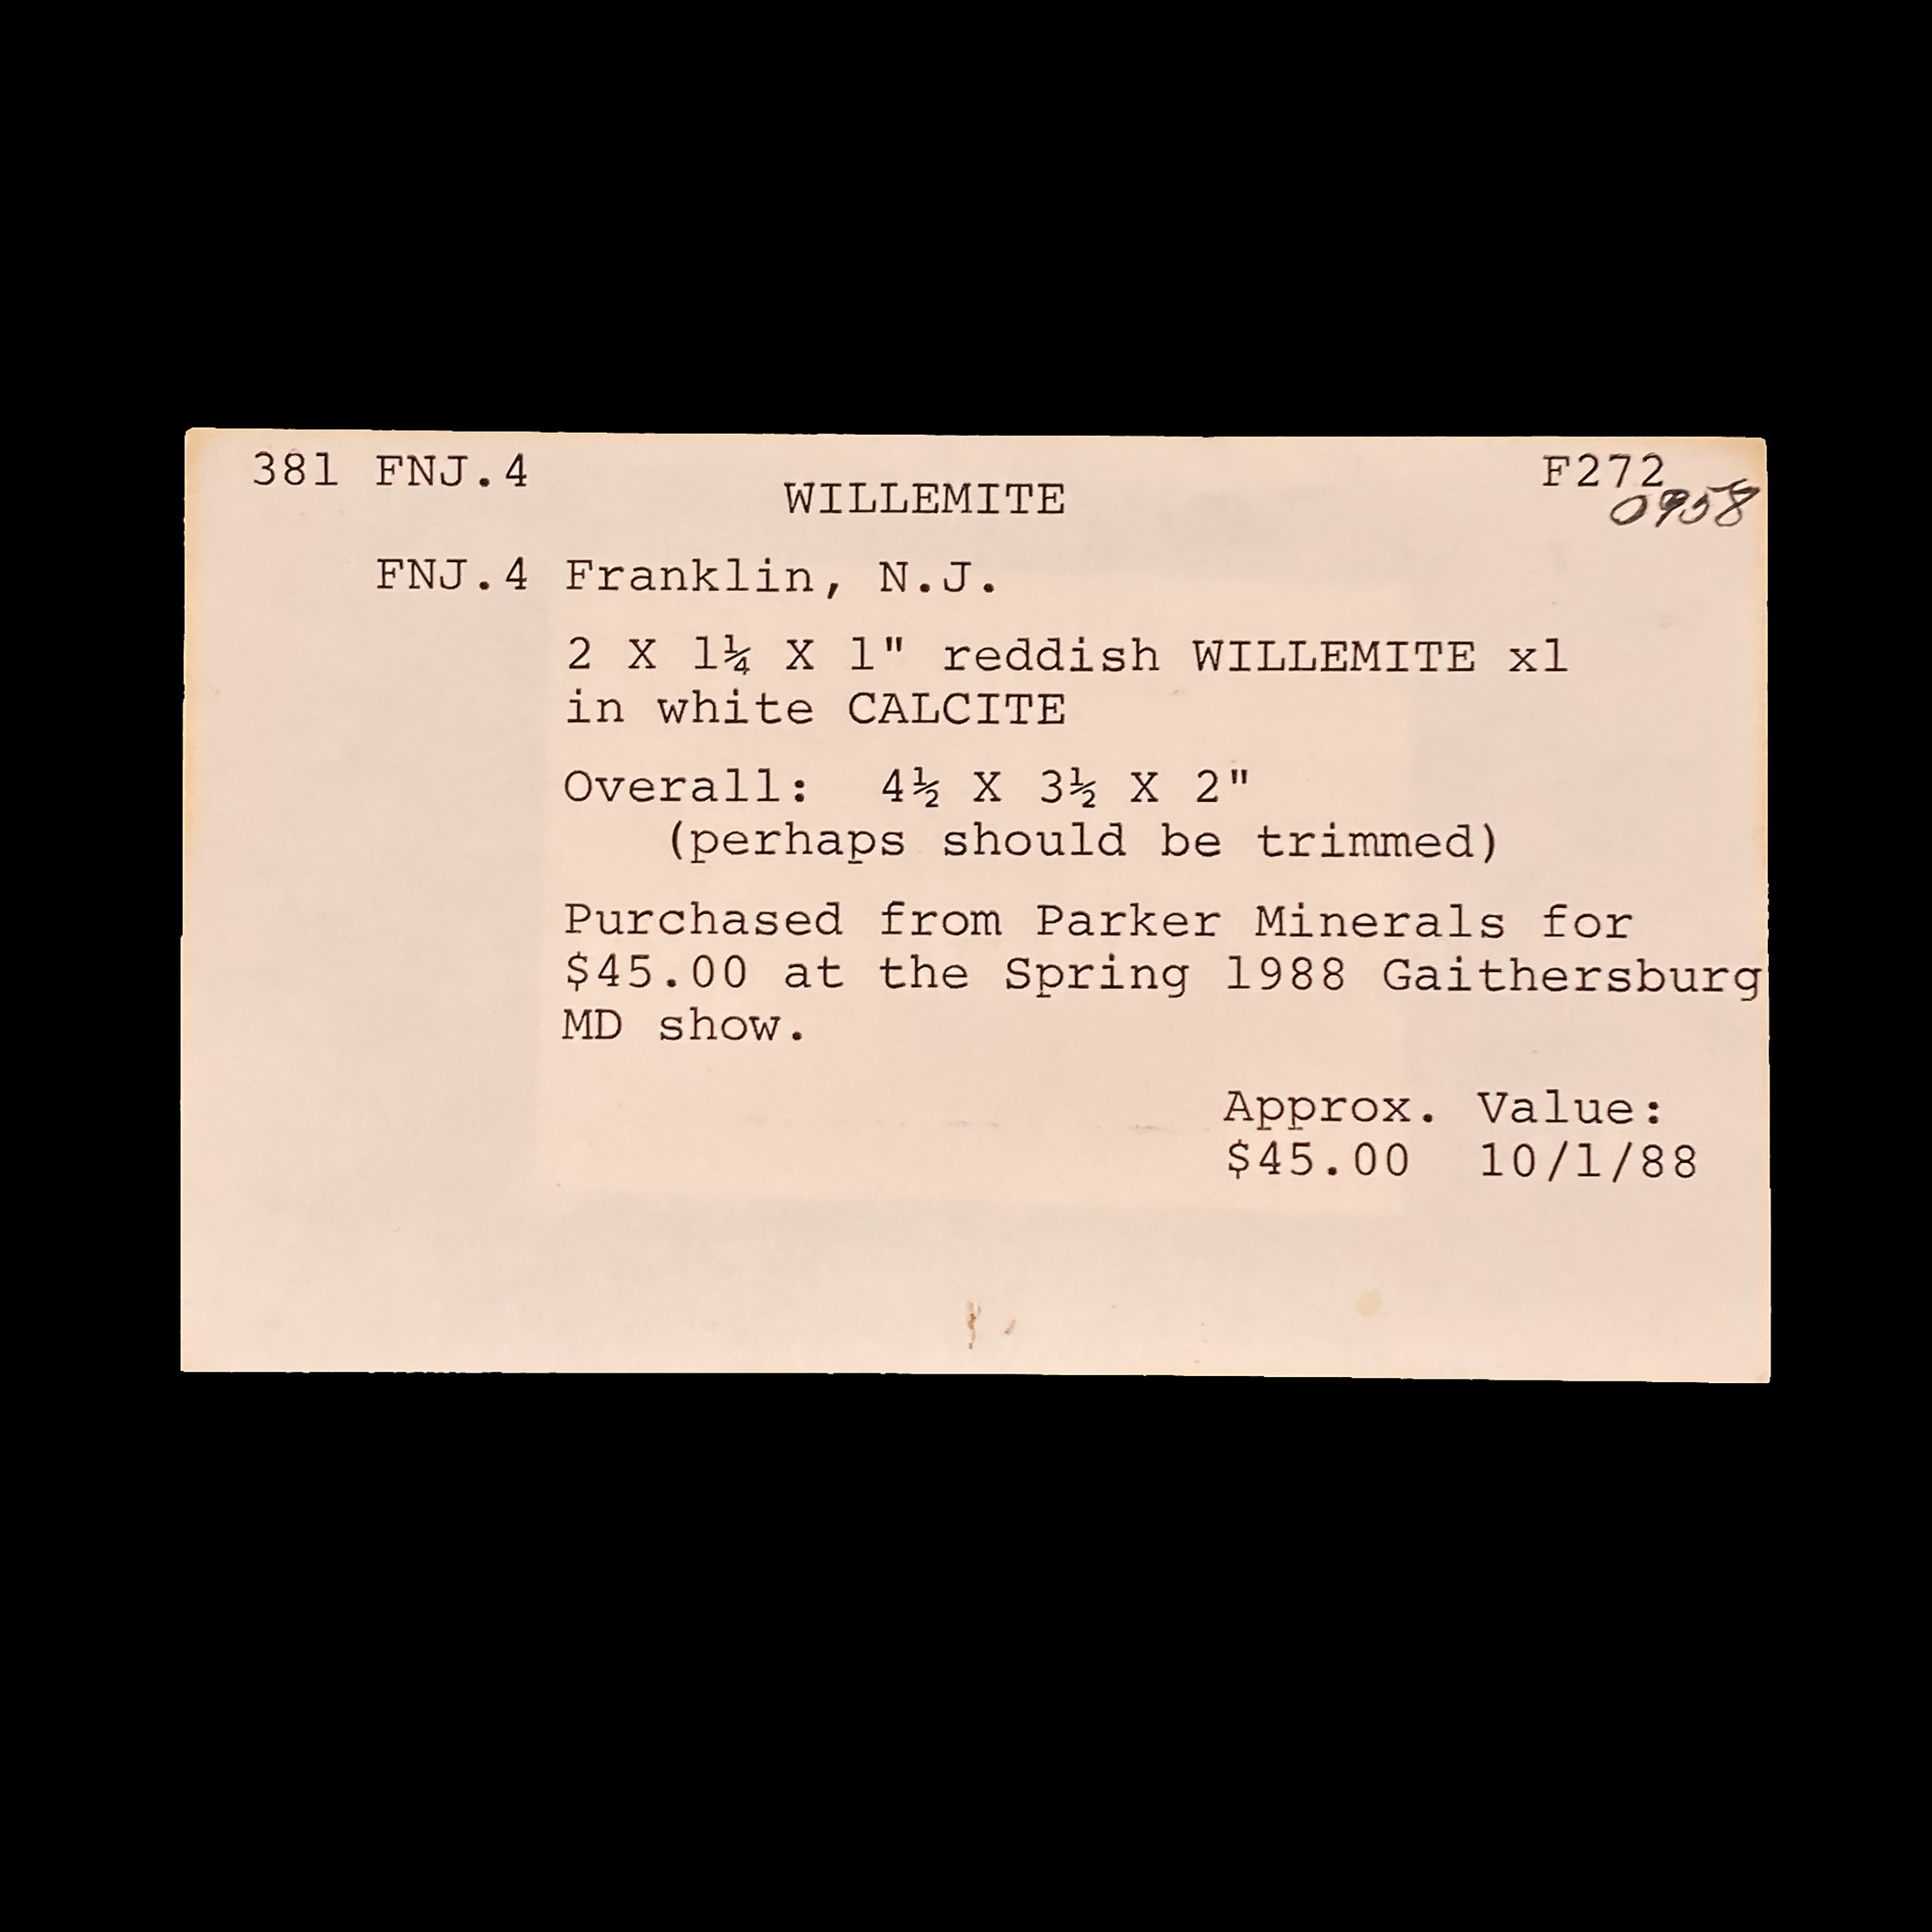 381 FNJ.4 F272
0958
WILLEMITE
FNJ.4 Franklin, N.J.
2 X 1¼ X 1" reddish WILLEMITE xl
in white CALCITE
Overall: 4½ X 3½ X 2"
(perhaps should be trimmed)
Purchased from Parker Minerals for
$45.00 at the Spring 1988 Gaithersburg
MD show.
Approx. Value:
$45.00 10/1/88